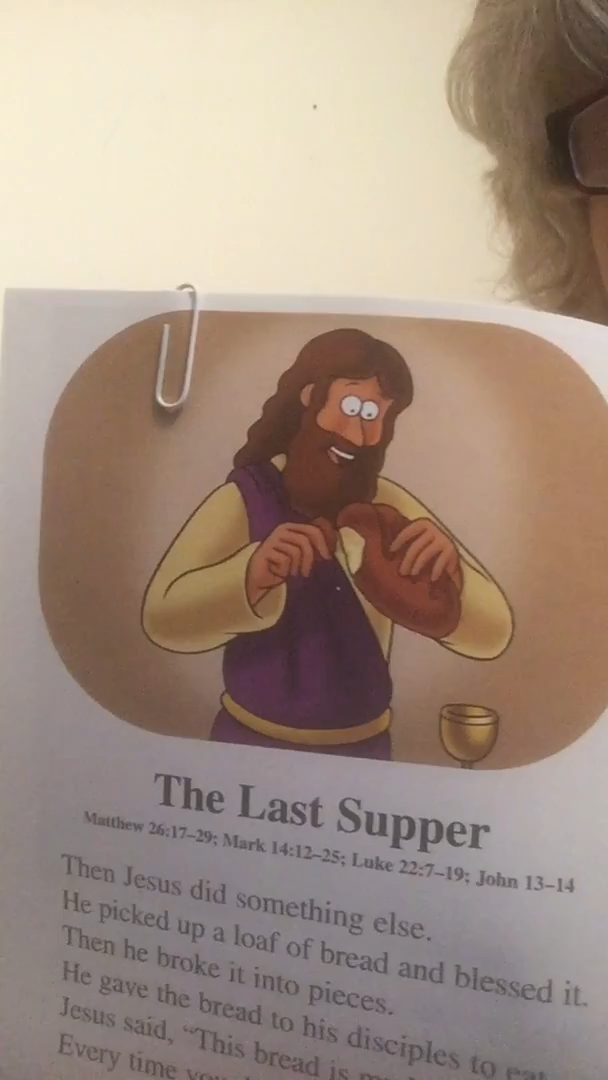 The Last Supper
Matthew 26:17–29; Mark 14:12–25; Luke 22:7–19; John 13–14
Then Jesus did something else.
He picked up a loaf of bread and blessed it.
Then he broke it into pieces.
He gave the bread to his disciples to eat
Jesus said, “This bread is
Every time you